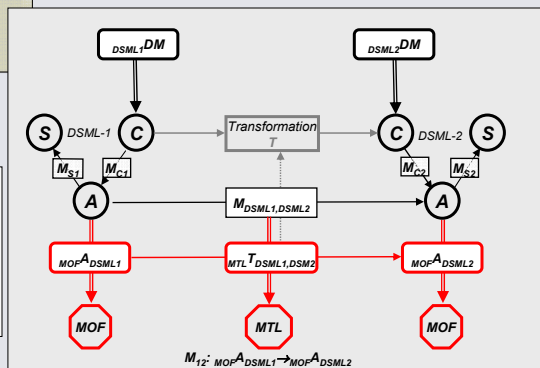 DSML1DM
DSML2DM
S DSML-1 C Transformation T C DSML-2 S
MS1 MC1 MC2 MS2
A MDSML1,DSML2 A
MOFADSML1 MTLTDSML1,DSM2 MOFADSML2
MOF MTL MOF
M12: MOFADSML1→MOFADSML2